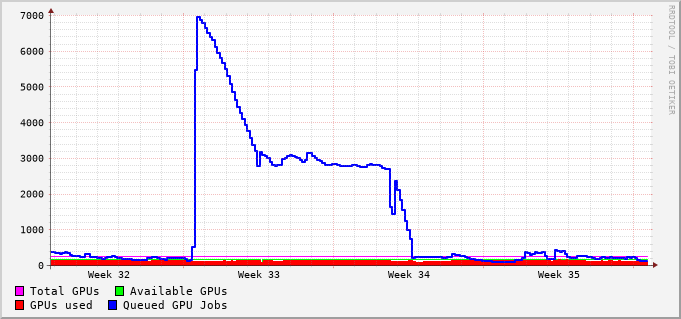 7000
6000
5000
4000
3000
2000
1000
0
Week 32 Week 33 Week 34 Week 35
Total GPUs Available GPUs
GPUs used Queued GPU Jobs
RRDTOOL / TOBI OETIKER